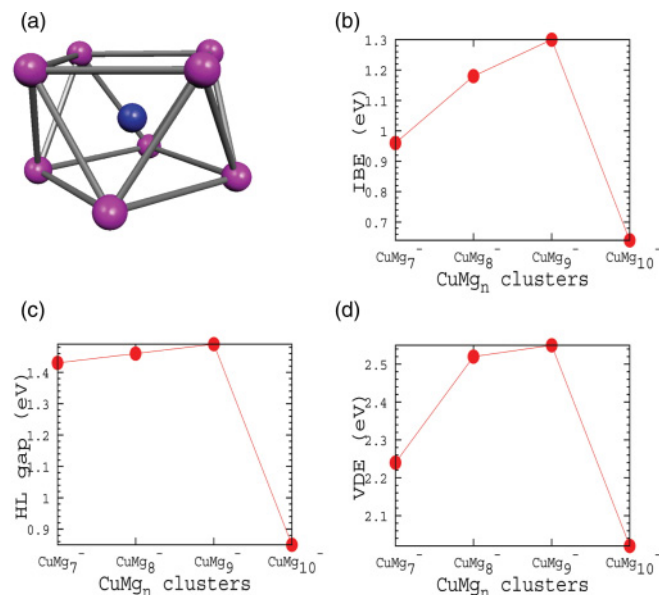 (a)
(b)
1.3
1.2
1.1
1
0.9
0.8
0.7
IBE (eV)
CuMg₇⁻ CuMg₈⁻ CuMg₉⁻ CuMg₁₀⁻
CuMgₙ clusters
(c)
1.4
1.3
1.2
1.1
1
0.9
HL gap (eV)
CuMg₇⁻ CuMg₈⁻ CuMg₉⁻ CuMg₁₀⁻
CuMgₙ clusters
(d)
2.5
2.4
2.3
2.2
2.1
VDE (eV)
CuMg₇⁻ CuMg₈⁻ CuMg₉⁻ CuMg₁₀⁻
CuMgₙ clusters